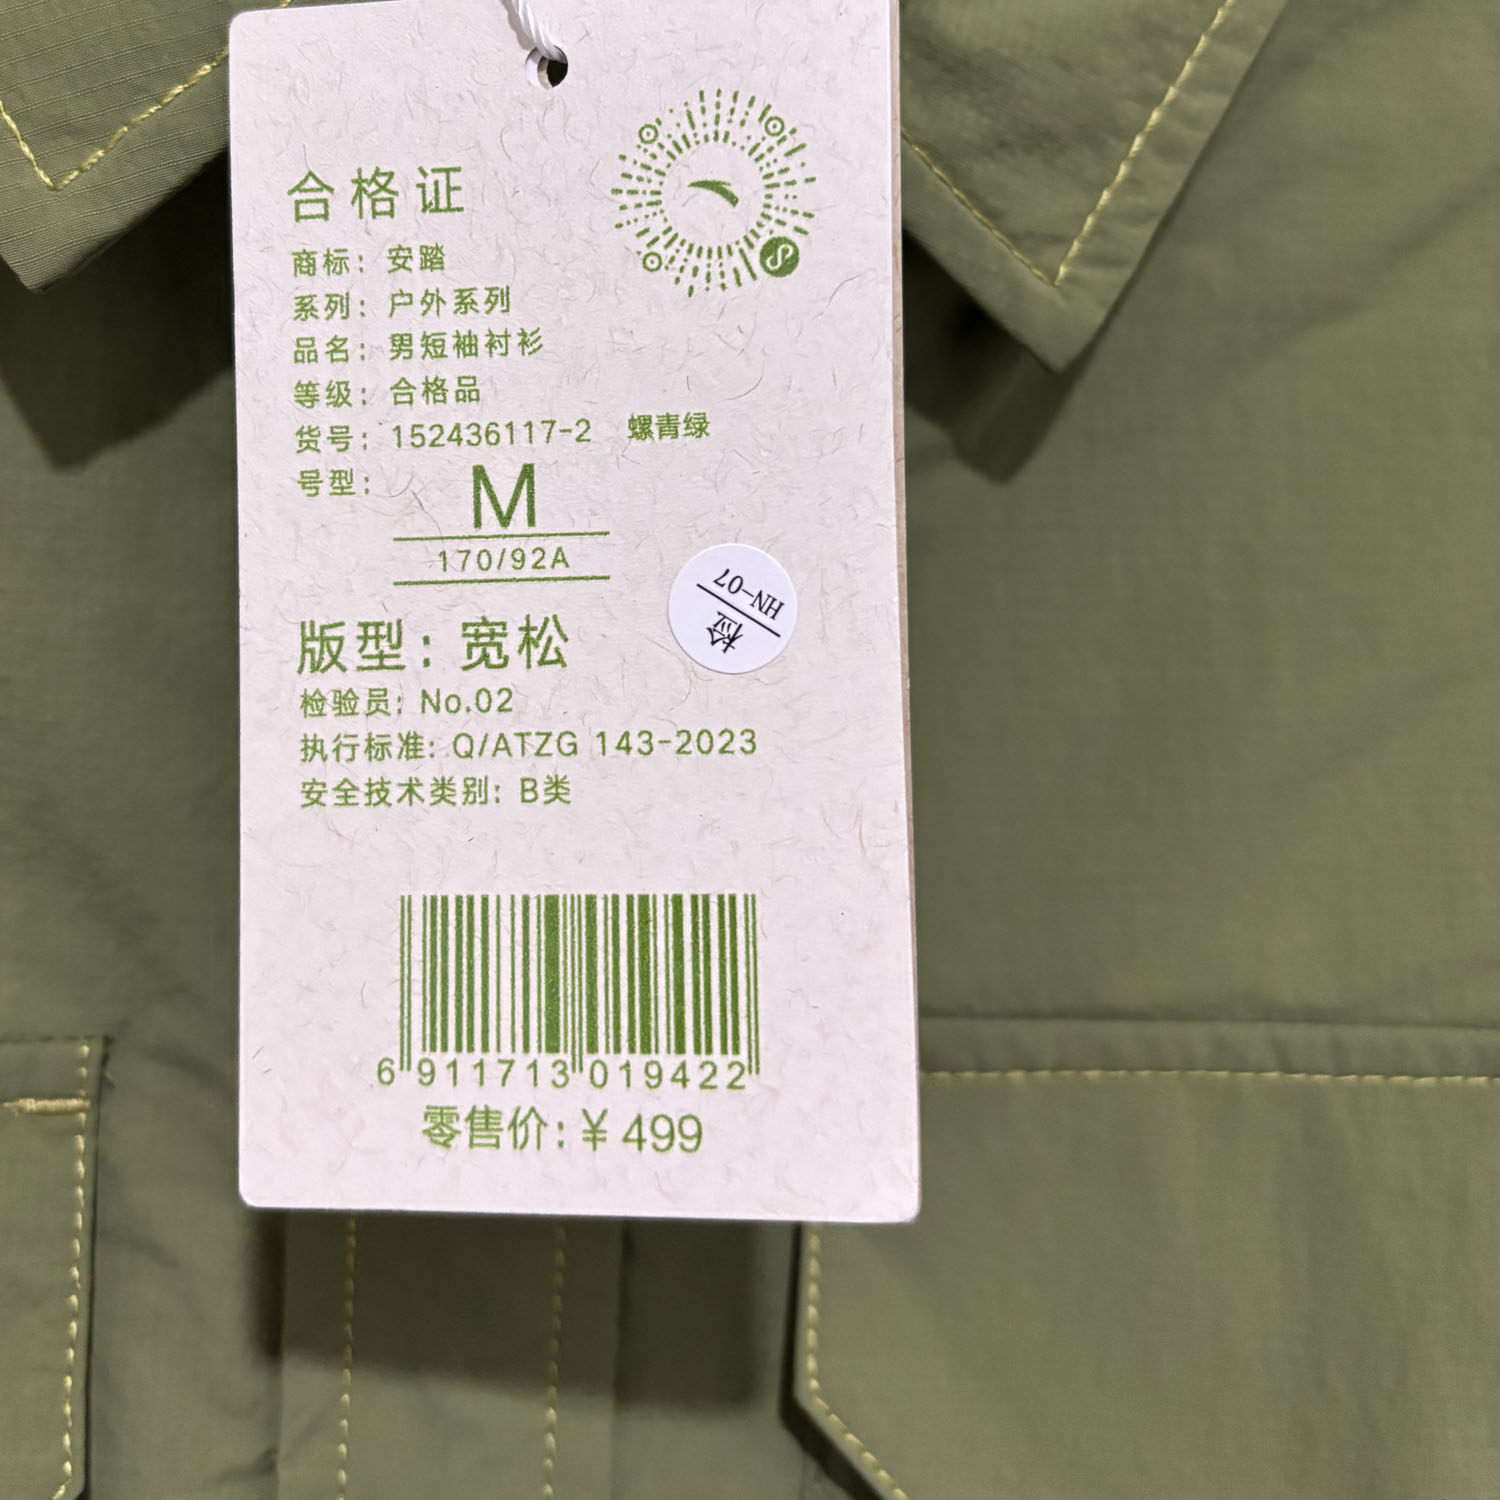 合格证
商标：安踏
系列：户外系列
品名：男短袖衬衫
等级：合格品
货号：152436117-2 螺青绿
号型：
M
170/92A
检
HN-07
版型：宽松
检验员：No.02
执行标准：Q/ATZG 143-2023
安全技术类别：B类
6 911713 019422
零售价：¥ 499